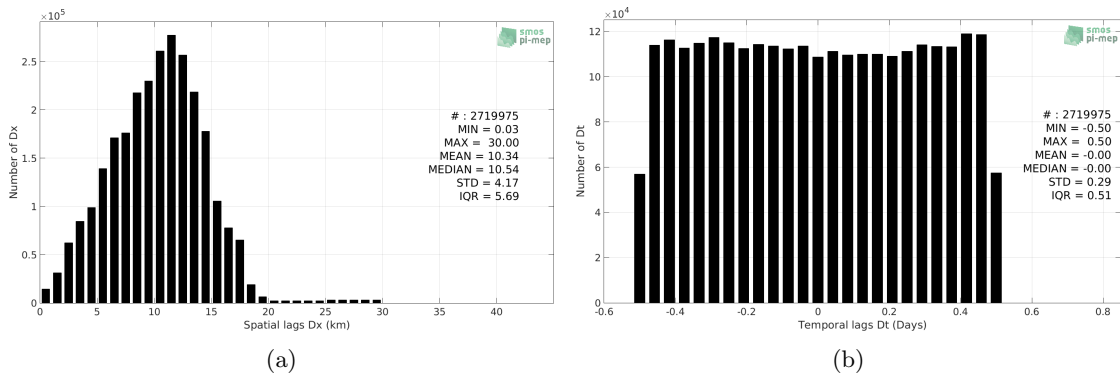 ×10⁵
smos
pi-mep
2.5
2
1.5
1
0.5
0
Number of Dx
# : 2719975
MIN = 0.03
MAX = 30.00
MEAN = 10.34
MEDIAN = 10.54
STD = 4.17
IQR = 5.69
0 5 10 15 20 25 30 35 40
Spatial lags Dx (km)
(a)
×10⁴
smos
pi-mep
12
10
8
6
4
2
0
Number of Dt
# : 2719975
MIN = -0.50
MAX = 0.50
MEAN = -0.00
MEDIAN = -0.00
STD = 0.29
IQR = 0.51
-0.6 -0.4 -0.2 0 0.2 0.4 0.6 0.8
Temporal lags Dt (Days)
(b)